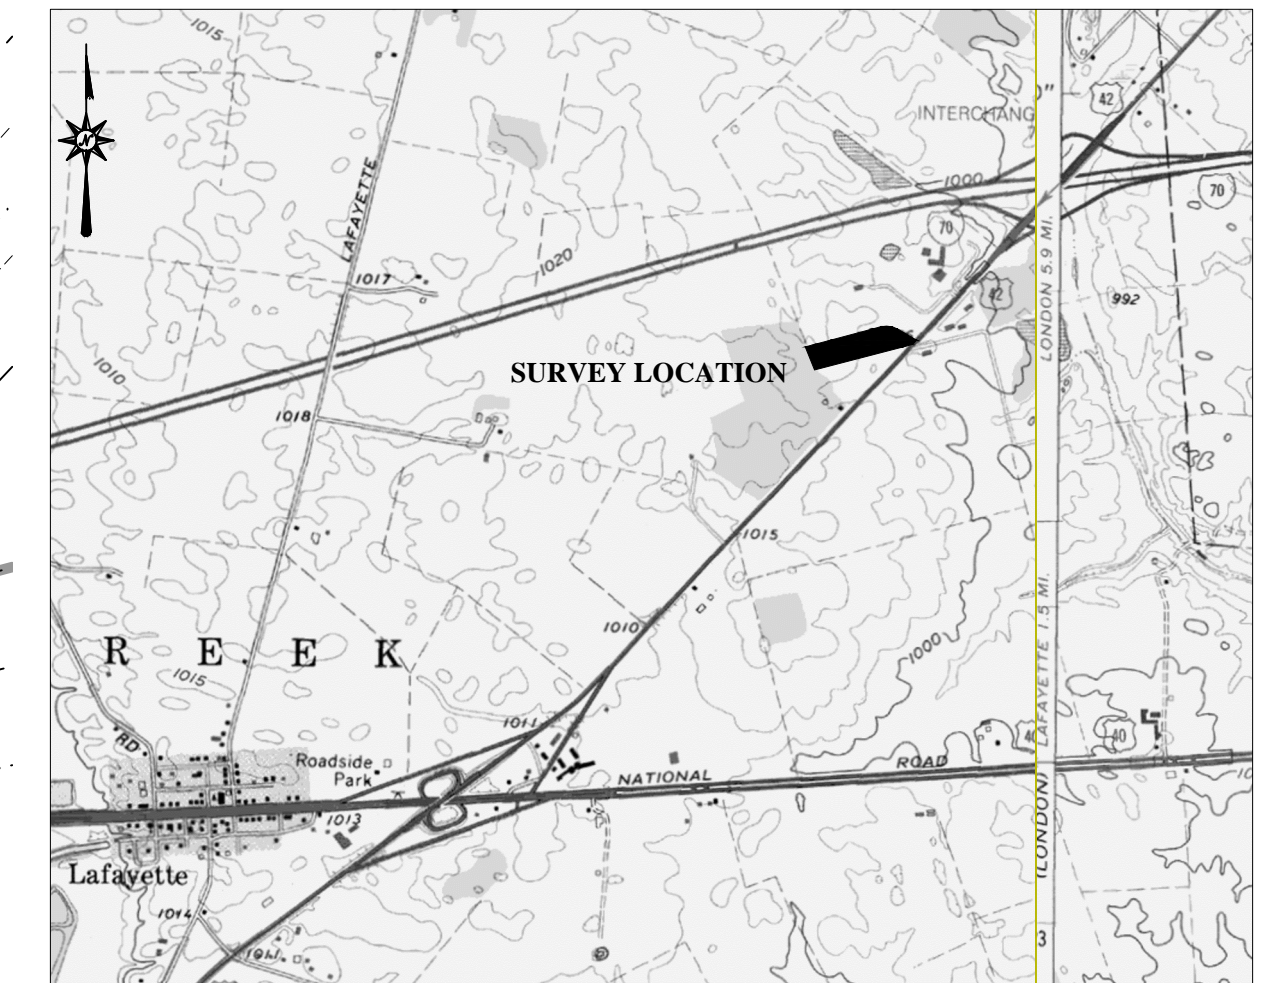 1015
N
42
INTERCHANG
1000
70
LAFAYETTE
70
1020
1017
42
992
LONDON 5.9 MI.
1010
SURVEY LOCATION
1018
1015
1010
1000
LAFAYETTE 1.5 MI.
R E E K
1015
1011
RD
Roadside
Park
40
40
NATIONAL
ROAD
1013
(LONDON)
Lafayette
1014
3